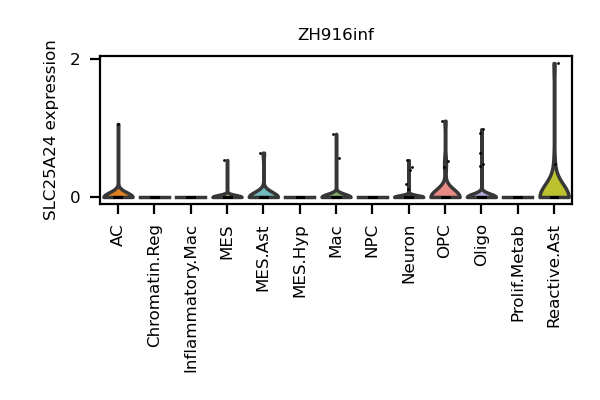 ZH916inf
SLC25A24 expression
2
0
AC
Chromatin.Reg
Inflammatory.Mac
MES
MES.Ast
MES.Hyp
Mac
NPC
Neuron
OPC
Oligo
Prolif.Metab
Reactive.Ast